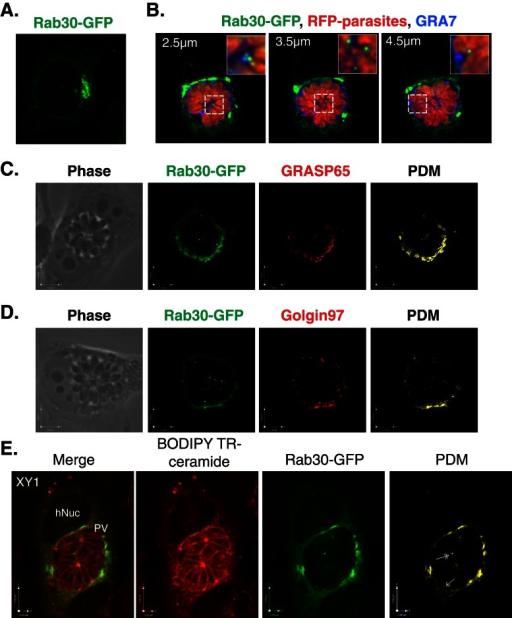 A.
Rab30-GFP
B.
Rab30-GFP, RFP-parasites, GRA7
2.5µm
3.5µm
4.5µm
C.
Phase
Rab30-GFP
GRASP65
PDM
D.
Phase
Rab30-GFP
Golgin97
PDM
E.
Merge
BODIPY TR-
ceramide
Rab30-GFP
PDM
XY1
hNuc
PV